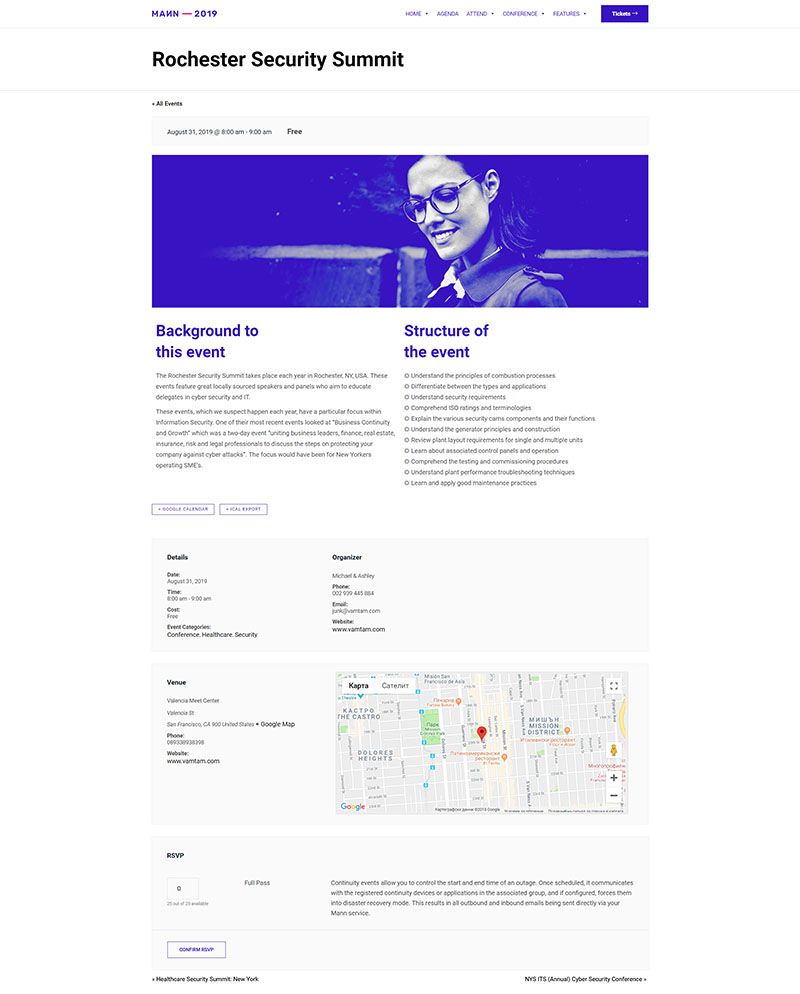 MAИN — 2019
HOME AGENDA ATTEND CONFERENCE FEATURES Tickets →
Rochester Security Summit
« All Events
August 31, 2019 @ 8:00 am - 9:00 am Free
Background to
this event
The Rochester Security Summit takes place each year in Rochester, NY, USA. These
events feature great locally sourced speakers and panels who aim to educate
delegates in cyber security and IT.
These events, which we suspect happen each year, have a particular focus within
Information Security. One of their most recent events looked at "Business Continuity
and Growth" which was a two-day event "uniting business leaders, finance, real estate,
insurance, risk and legal professionals to discuss the steps on protecting your
company against cyber attacks". The focus would have been for New Yorkers
operating SME's.
Structure of
the event
Understand the principles of combustion processes
Differentiate between the types and applications
Understand security requirements
Comprehend ISO ratings and terminologies
Explain the various security cams components and their functions
Understand the generator principles and construction
Review plant layout requirements for single and multiple units
Learn about associated control panels and operation
Comprehend the testing and commissioning procedures
Understand plant performance troubleshooting techniques
Learn and apply good maintenance practices
+ GOOGLE CALENDAR + ICAL EXPORT
Details
Date:
August 31, 2019
Time:
8:00 am - 9:00 am
Cost:
Free
Event Categories:
Conference, Healthcare, Security
Organizer
Michael & Ashley
Phone:
002 939 445 884
Email:
junk@vamtam.com
Website:
www.vamtam.com
Venue
Valencia Meet Center
Valencia St
San Francisco, CA 900 United States + Google Map
Phone:
089338938398
Website:
www.vamtam.com
Карта Сателит
Misión San
Francisco de Asís
КАСТРО
THE CASTRO
Парк
Mission
Dolores Park
МИШЪН
MISSION
DISTRICT
DOLORES
HEIGHTS
Google
RSVP
0
25 out of 25 available
Full Pass
Continuity events allow you to control the start and end time of an outage. Once scheduled, it communicates
with the registered continuity devices or applications in the associated group, and if configured, forces them
into disaster recovery mode. This results in all outbound and inbound emails being sent directly via your
Mann service.
CONFIRM RSVP
« Healthcare Security Summit: New York
NYS ITS (Annual) Cyber Security Conference »